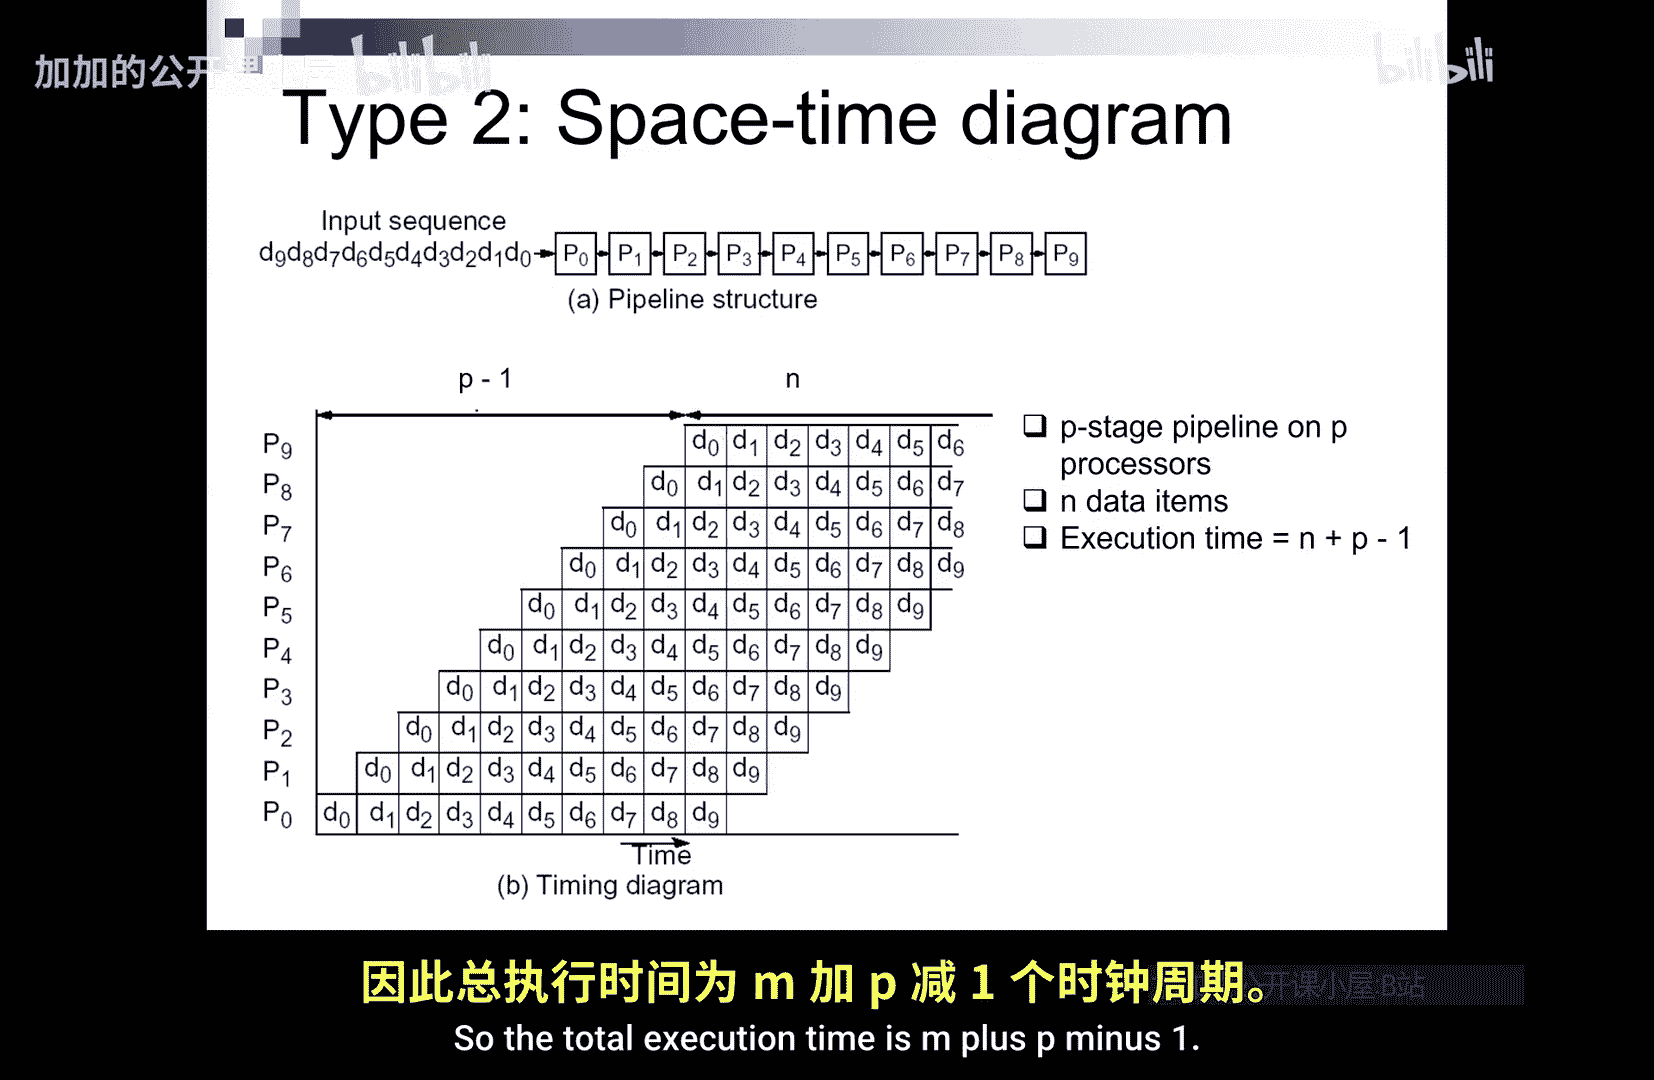 加加的公开
bilibili
bilibili
Type 2: Space-time diagram
Input sequence
d9d8d7d6d5d4d3d2d1d0 P0 P1 P2 P3 P4 P5 P6 P7 P8 P9
(a) Pipeline structure
p - 1 n
P9 d0 d1 d2 d3 d4 d5 d6
P8 d0 d1 d2 d3 d4 d5 d6 d7
P7 d0 d1 d2 d3 d4 d5 d6 d7 d8
P6 d0 d1 d2 d3 d4 d5 d6 d7 d8 d9
P5 d0 d1 d2 d3 d4 d5 d6 d7 d8 d9
P4 d0 d1 d2 d3 d4 d5 d6 d7 d8 d9
P3 d0 d1 d2 d3 d4 d5 d6 d7 d8 d9
P2 d0 d1 d2 d3 d4 d5 d6 d7 d8 d9
P1 d0 d1 d2 d3 d4 d5 d6 d7 d8 d9
P0 d0 d1 d2 d3 d4 d5 d6 d7 d8 d9
Time
(b) Timing diagram
❑ p-stage pipeline on p
processors
❑ n data items
❑ Execution time = n + p - 1
因此总执行时间为 m 加 p 减 1 个时钟周期。
开课小屋B站
So the total execution time is m plus p minus 1.